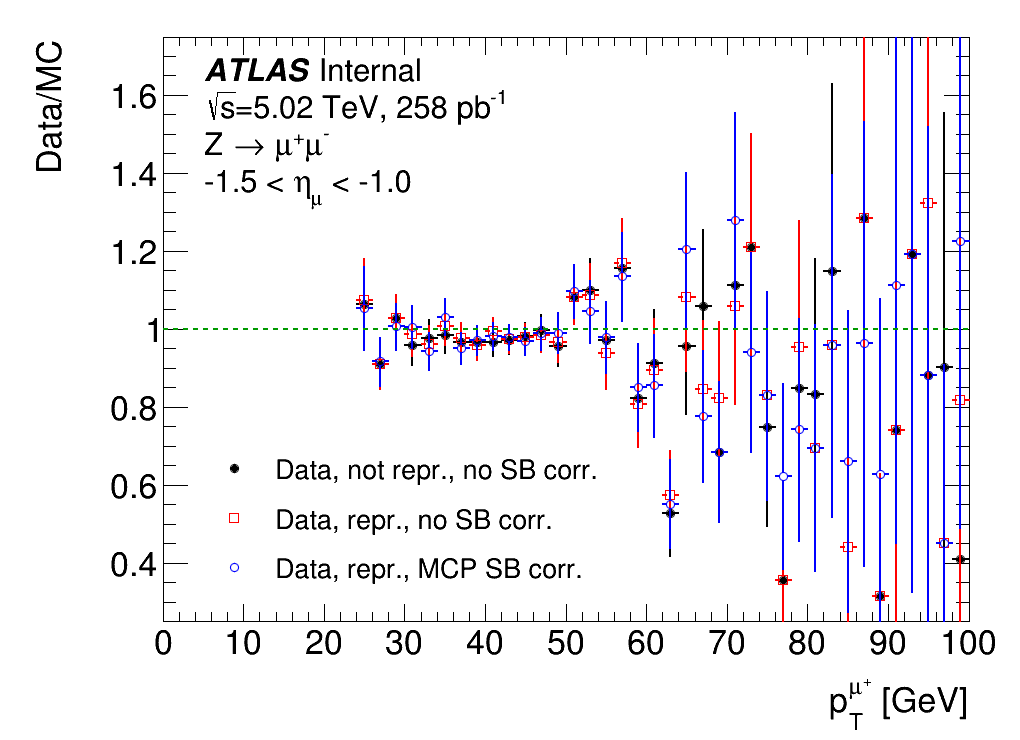 Data/MC
ATLAS Internal
√s=5.02 TeV, 258 pb⁻¹
Z → μ⁺μ⁻
-1.5 < η_μ < -1.0
1.6
1.4
1.2
1
0.8
0.6
0.4
Data, not repr., no SB corr.
Data, repr., no SB corr.
Data, repr., MCP SB corr.
0 10 20 30 40 50 60 70 80 90 100
p_T^μ⁺ [GeV]